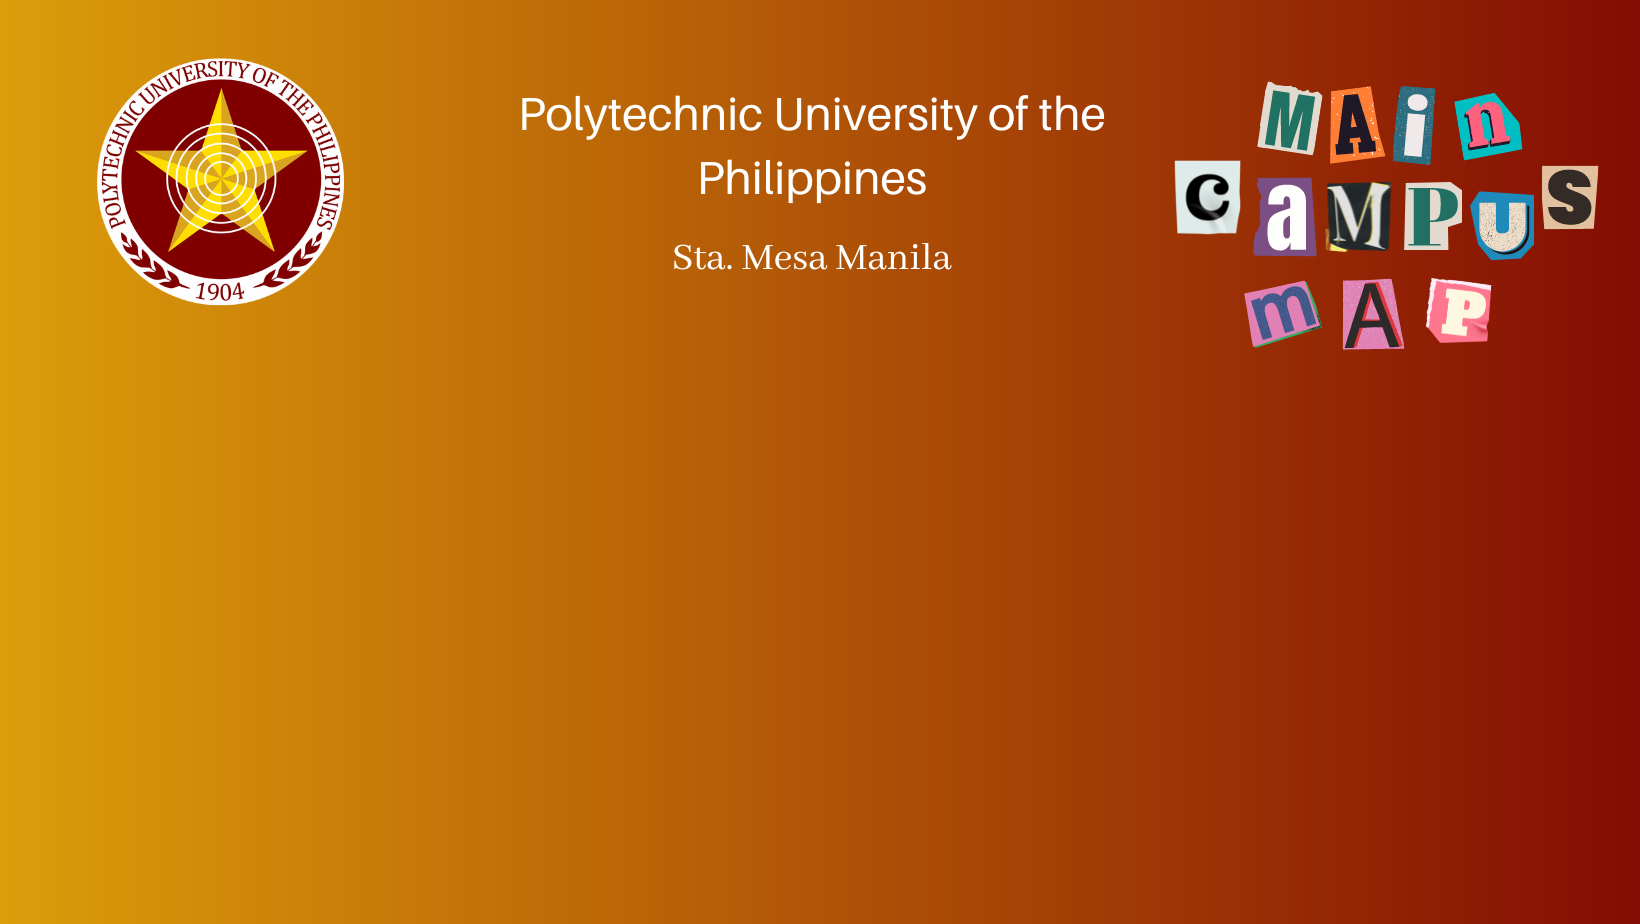 POLYTECHNIC UNIVERSITY OF THE PHILIPPINES
1904
Polytechnic University of the
Philippines
Sta. Mesa Manila
MAin
CaMPUS
mAP